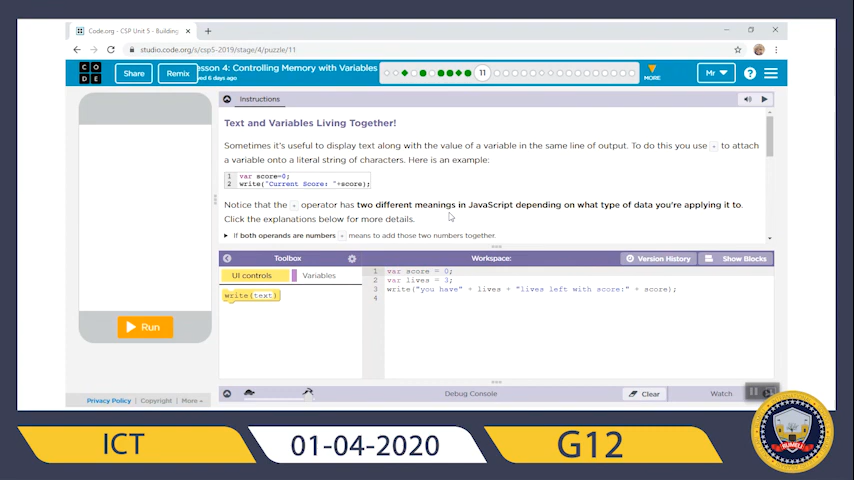 Code.org - CSP Unit 5 - Building
studio.code.org/s/csp5-2019/stage/4/puzzle/11
CODE
Share
Remix
esson 4: Controlling Memory with Variables
ved 6 days ago
11
MORE
Mr
Instructions
Text and Variables Living Together!
Sometimes it's useful to display text along with the value of a variable in the same line of output. To do this you use + to attach
a variable onto a literal string of characters. Here is an example:
1 var score=0;
2 write("Current Score: "+score);
Notice that the + operator has two different meanings in JavaScript depending on what type of data you're applying it to.
Click the explanations below for more details.
If both operands are numbers + means to add those two numbers together.
Toolbox
Workspace:
Version History
Show Blocks
UI controls
Variables
write(text)
1 var score = 0;
2 var lives = 3;
3 write("you have" + lives + "lives left with score:" + score);
4
Run
Debug Console
Clear
Watch
Privacy Policy | Copyright | More
ICT
01-04-2020
G12